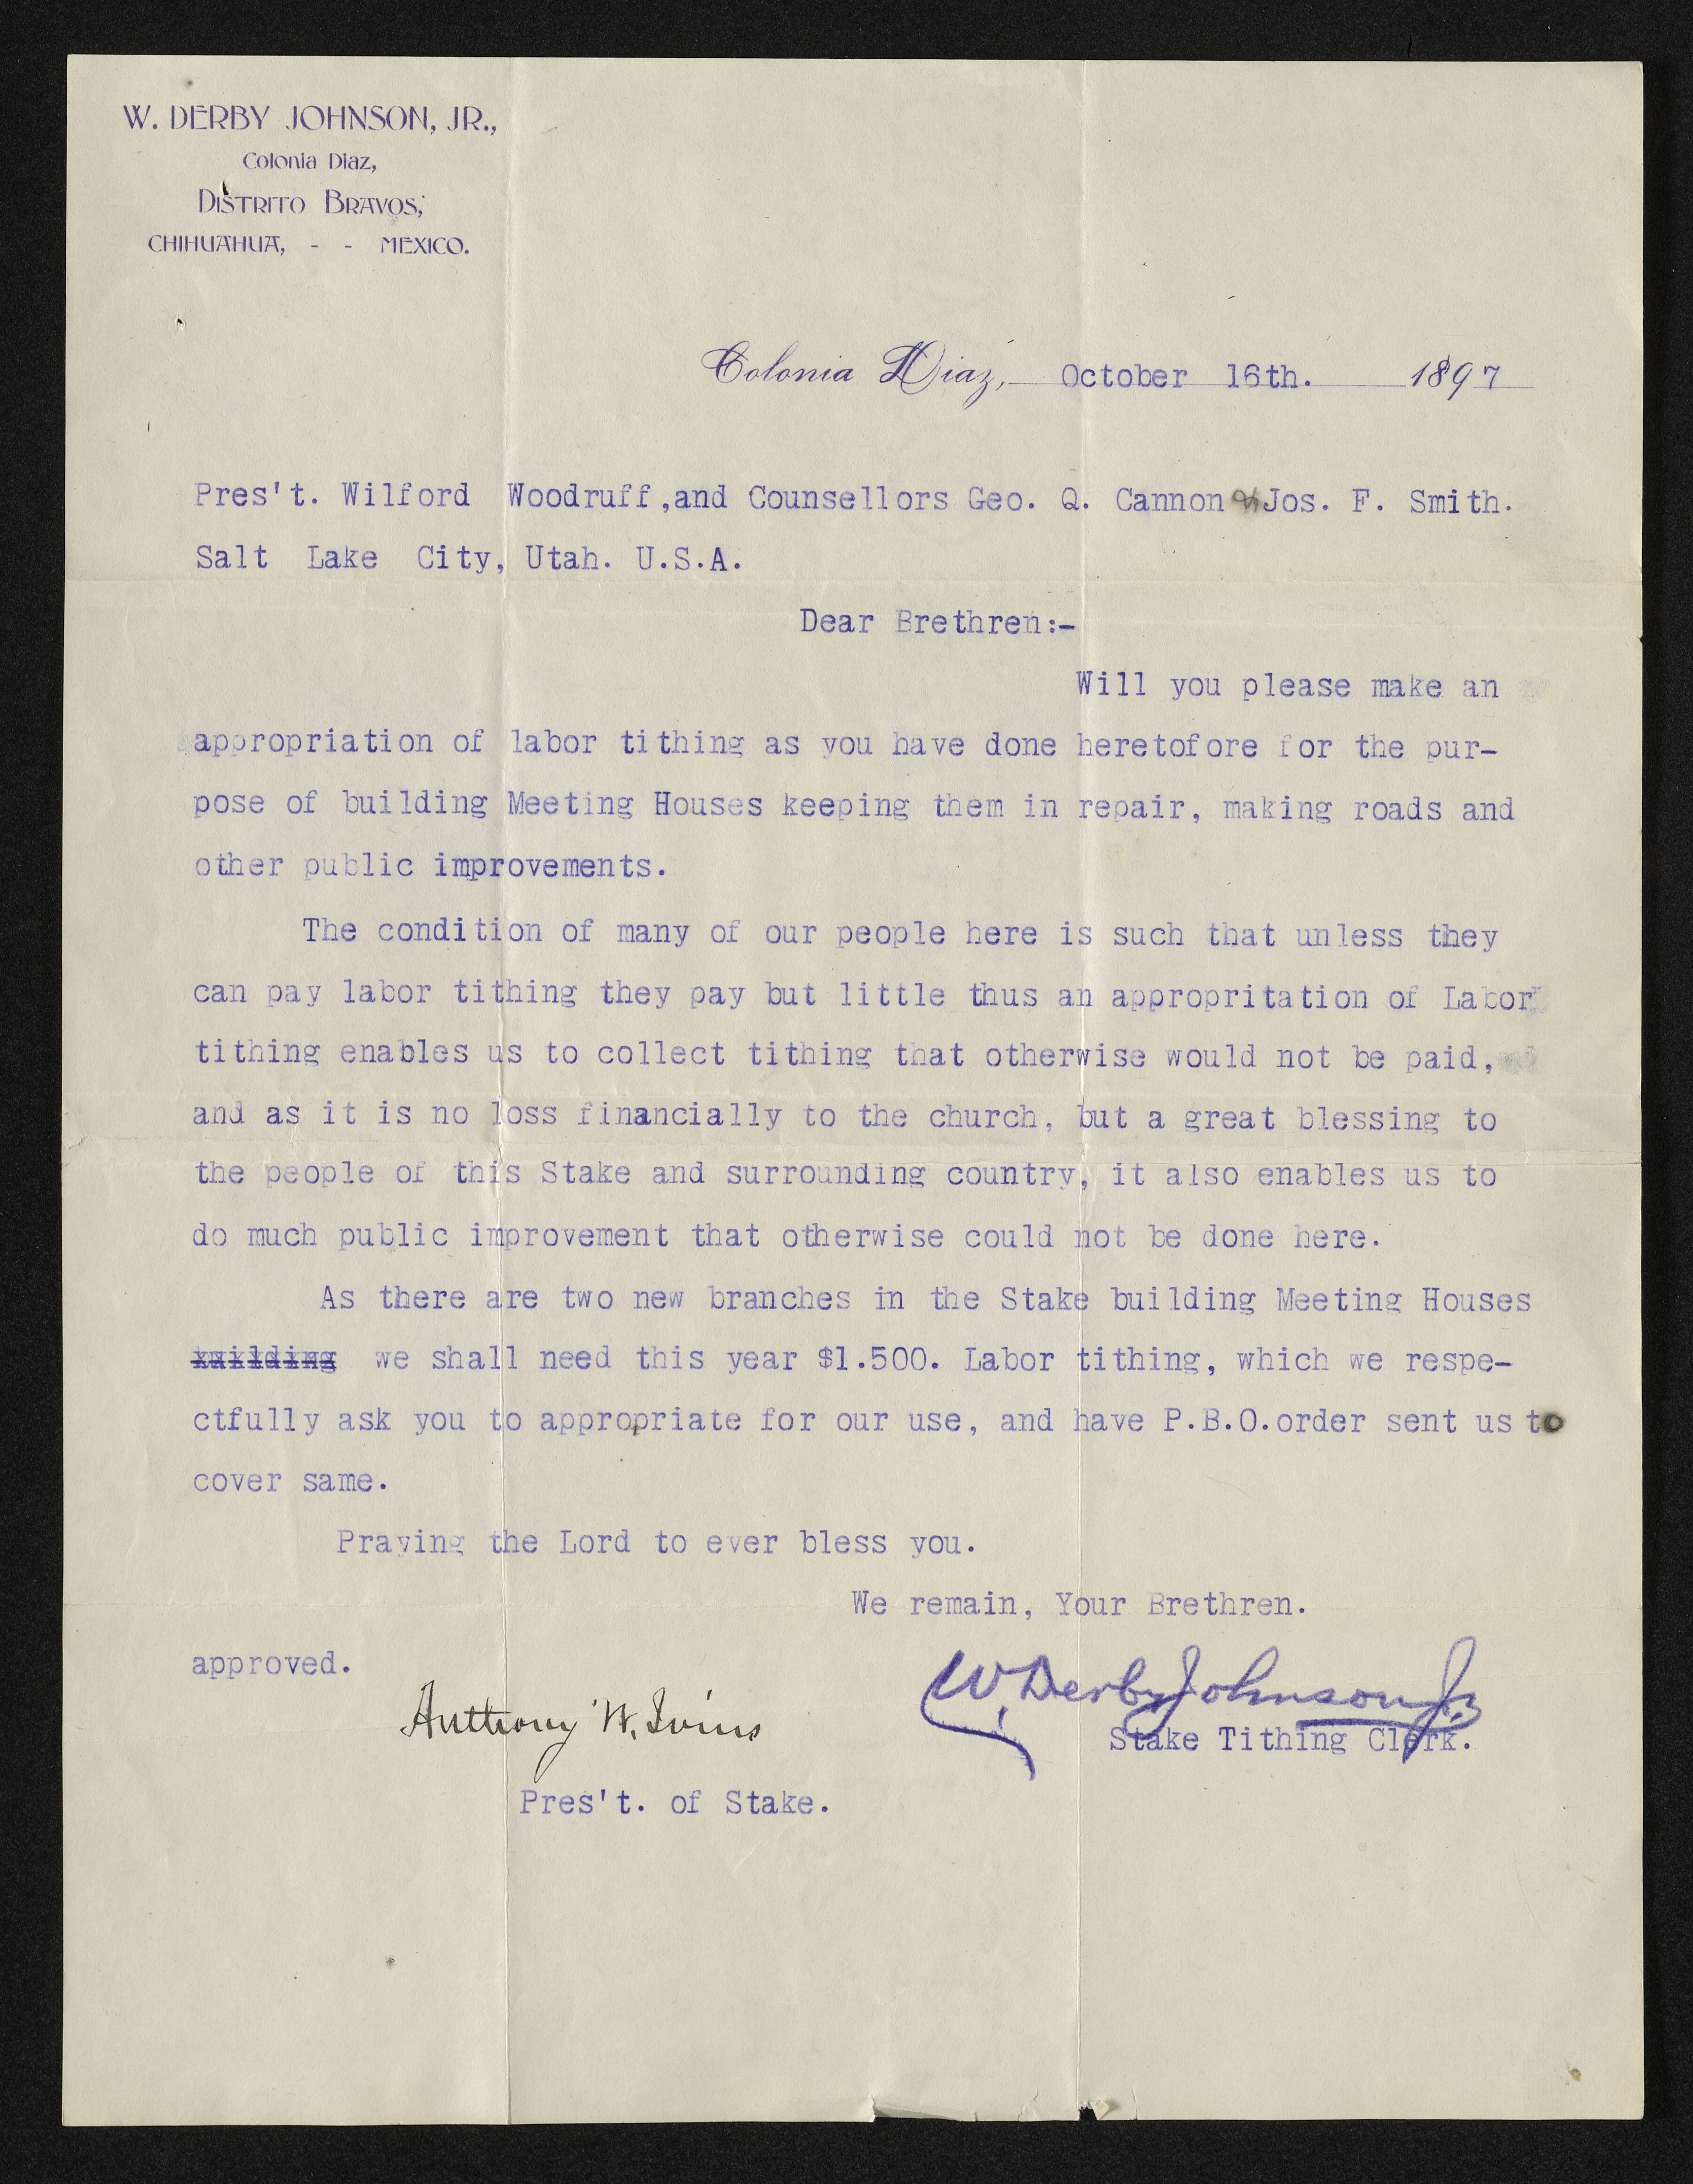 W. DERBY JOHNSON, JR.,
Colonia Diaz,
DISTRITO BRAVOS,
CHIHUAHUA, - - MEXICO.
Colonia Diaz, October 16th. 1897
Pres't. Wilford Woodruff,and Counsellors Geo. Q. Cannon & Jos. F. Smith.
Salt Lake City, Utah. U.S.A.
Dear Brethren:-
Will you please make an
appropriation of labor tithing as you have done heretofore for the pur-
pose of building Meeting Houses keeping them in repair, making roads and
other public improvements.
The condition of many of our people here is such that unless they
can pay labor tithing they pay but little thus an appropritation of Labor
tithing enables us to collect tithing that otherwise would not be paid,
and as it is no loss financially to the church, but a great blessing to
the people of this Stake and surrounding country, it also enables us to
do much public improvement that otherwise could not be done here.
As there are two new branches in the Stake building Meeting Houses
building we shall need this year $1.500. Labor tithing, which we respe-
ctfully ask you to appropriate for our use, and have P.B.O.order sent us to
cover same.
Praying the Lord to ever bless you.
We remain, Your Brethren.
approved.
W. Derby Johnson Jr.
Anthony W. Ivins
Stake Tithing Clerk.
Pres't. of Stake.